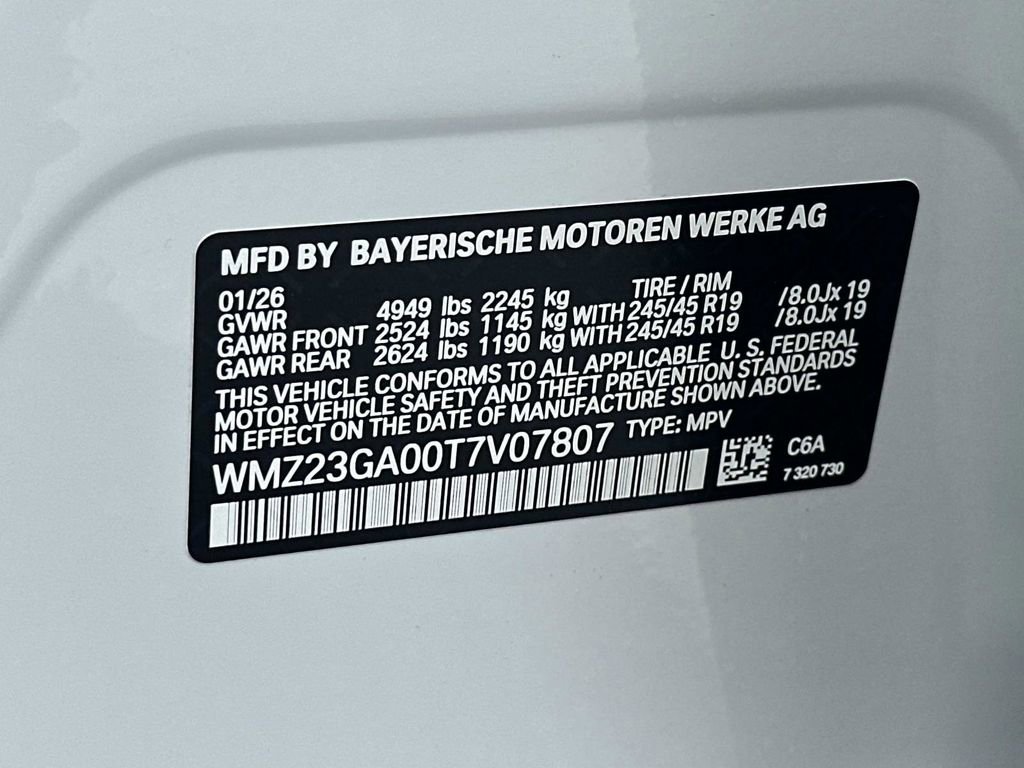 MFD BY BAYERISCHE MOTOREN WERKE AG
01/26 TIRE / RIM
GVWR 4949 lbs 2245 kg
GAWR FRONT 2524 lbs 1145 kg WITH 245/45 R19 /8.0Jx 19
GAWR REAR 2624 lbs 1190 kg WITH 245/45 R19 /8.0Jx 19
THIS VEHICLE CONFORMS TO ALL APPLICABLE U. S. FEDERAL
MOTOR VEHICLE SAFETY AND THEFT PREVENTION STANDARDS
IN EFFECT ON THE DATE OF MANUFACTURE SHOWN ABOVE.
WMZ23GA00T7V07807 TYPE: MPV
C6A
7 320 730